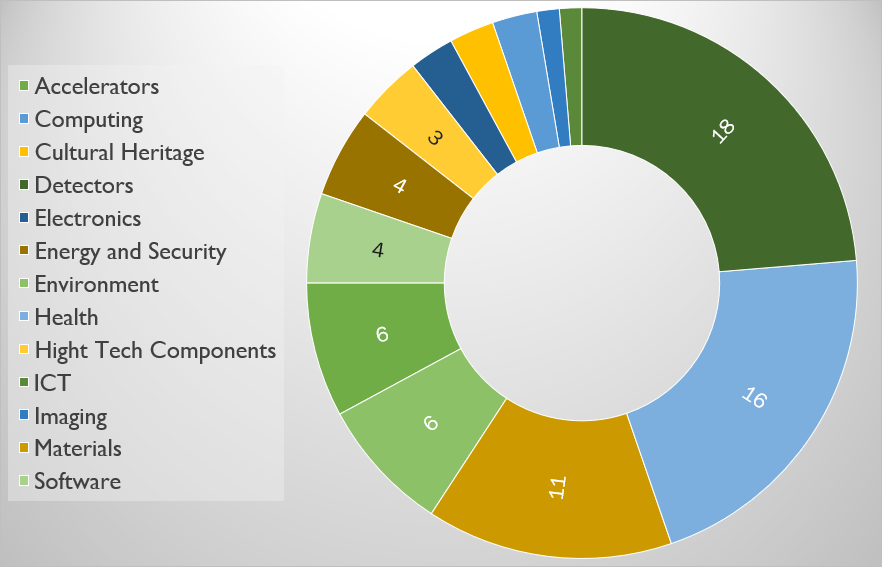 Accelerators
Computing
Cultural Heritage
Detectors
Electronics
Energy and Security
Environment
Health
Hight Tech Components
ICT
Imaging
Materials
Software
18
16
11
6
6
4
4
3